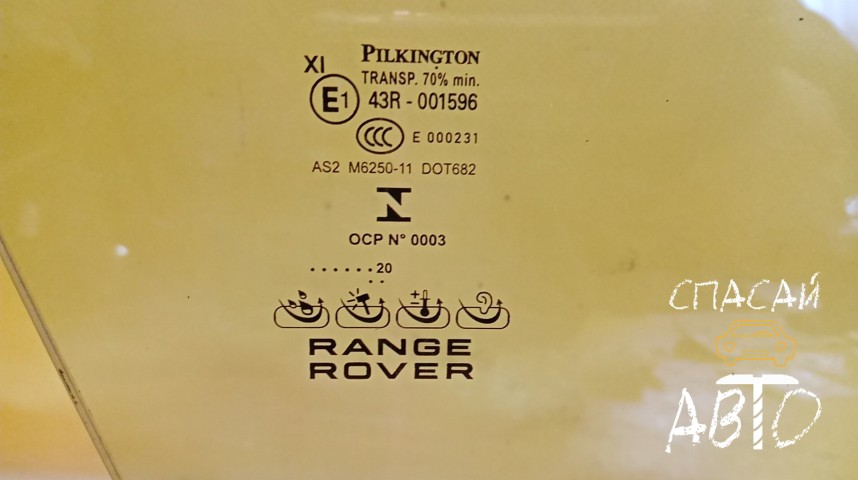 PILKINGTON
XI TRANSP. 70% min.
E1 43R - 001596
CCC E 000231
AS2 M6250-11 DOT682
N
OCP N° 0003
......20
..
RANGE
ROVER
СПАСАЙ
АВТО